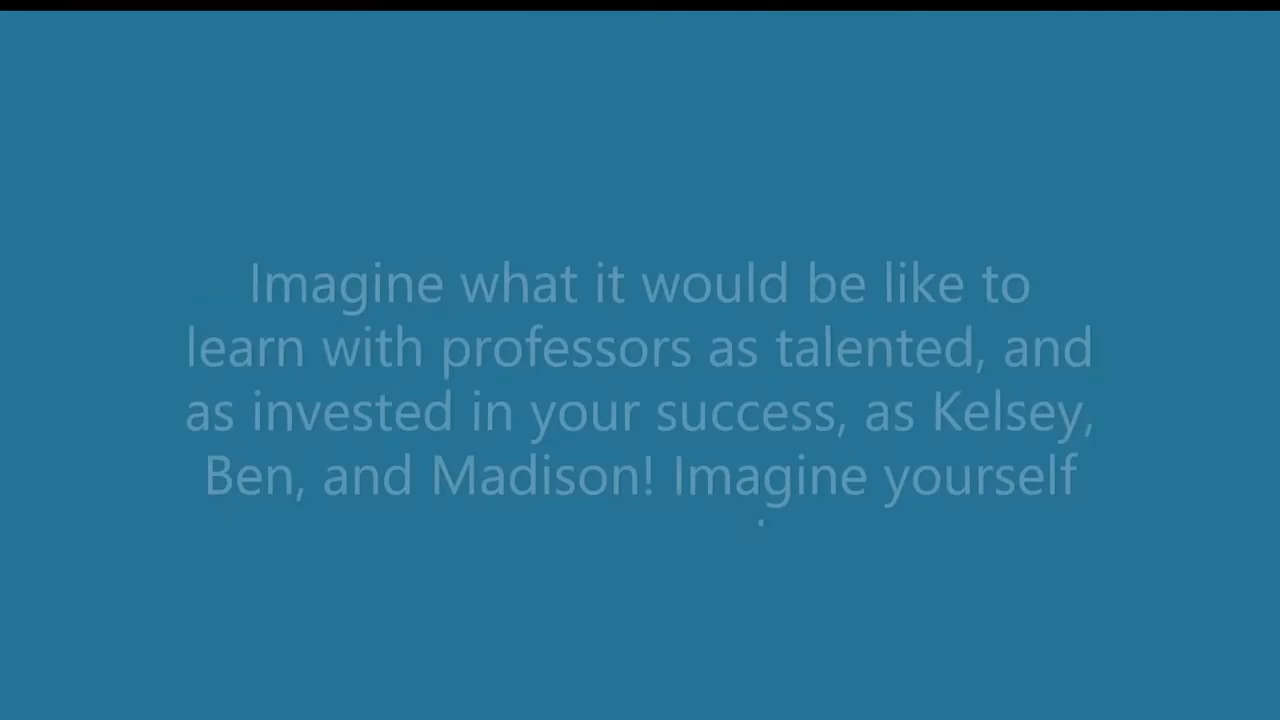 Imagine what it would be like to
learn with professors as talented, and
as invested in your success, as Kelsey,
Ben, and Madison! Imagine yourself